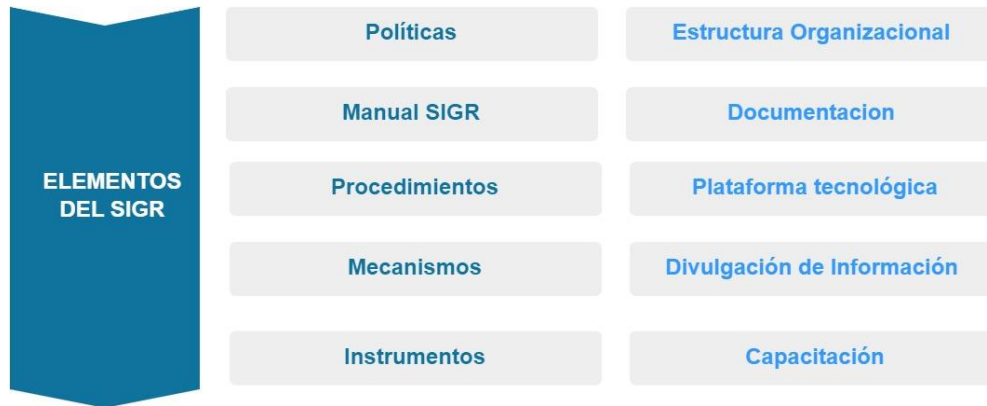 ELEMENTOS
DEL SIGR
Políticas
Estructura Organizacional
Manual SIGR
Documentacion
Procedimientos
Plataforma tecnológica
Mecanismos
Divulgación de Información
Instrumentos
Capacitación